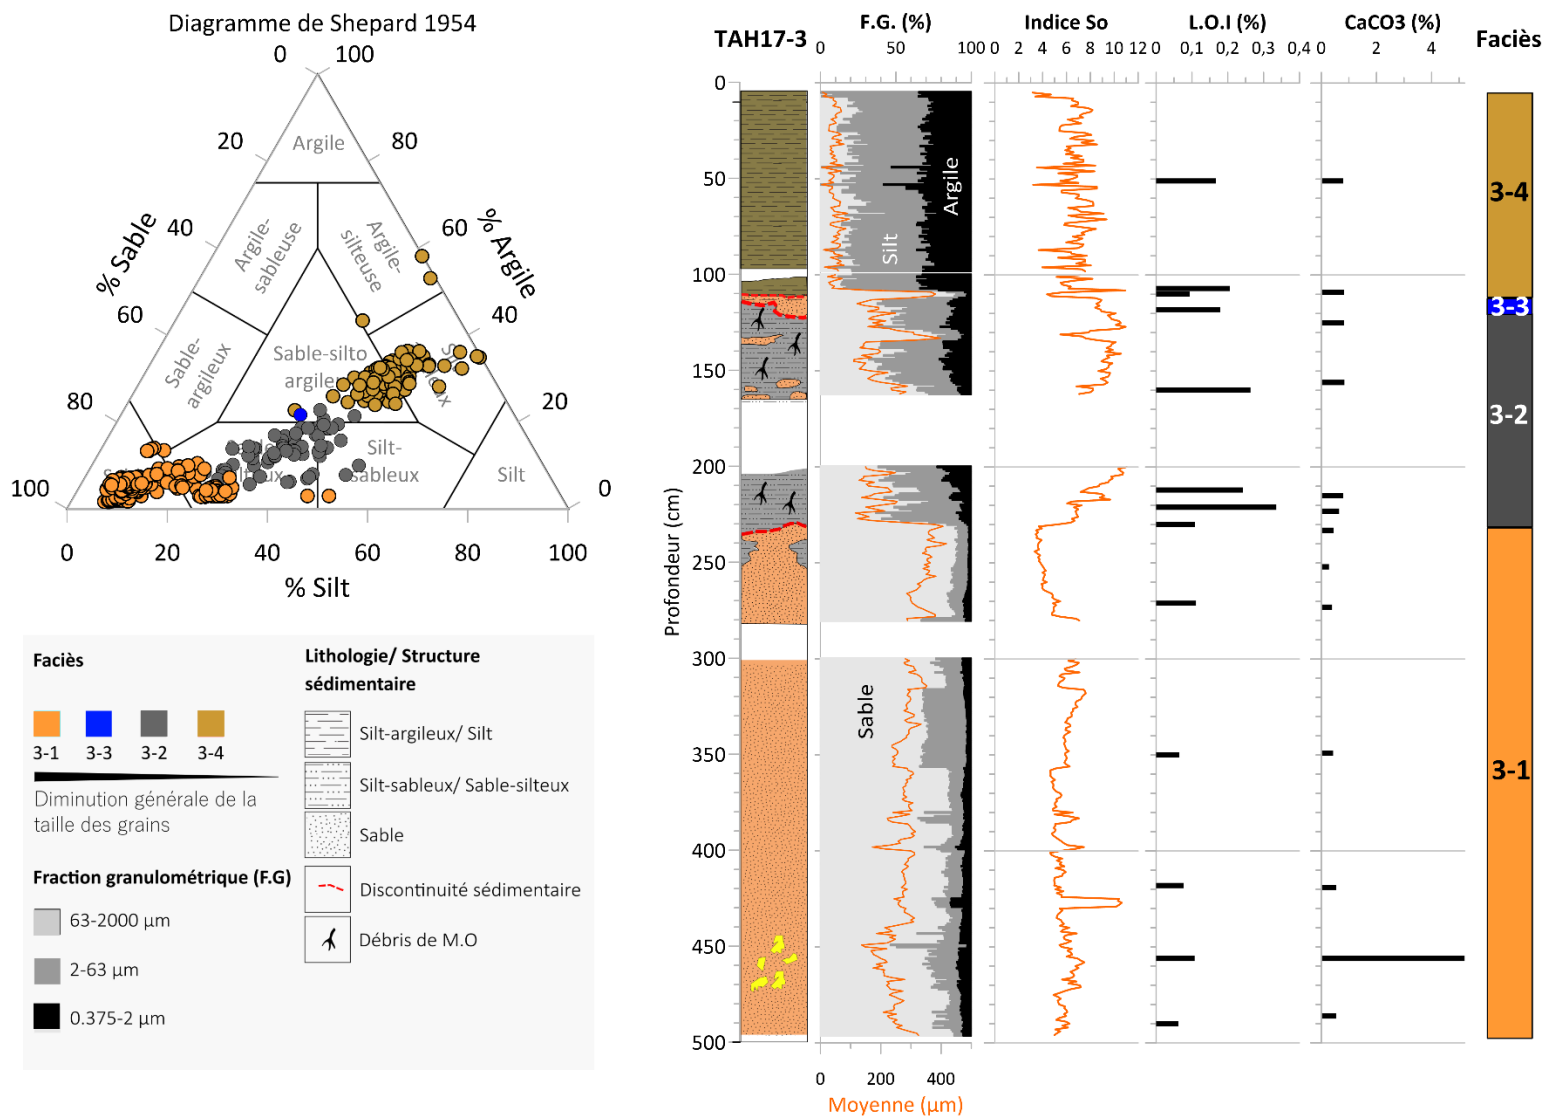 Diagramme de Shepard 1954
0 100
Argile
20 80
Argile-
sableuse
Argile-
silteuse
40 60
% Sable
% Argile
60 40
Sable-
argileux
Sable-silto
argile
80 20
Silt-
sableux
Silt
100 0
0 20 40 60 80 100
% Silt
Faciès
3-1 3-3 3-2 3-4
Diminution générale de la
taille des grains
Fraction granulométrique (F.G)
63-2000 µm
2-63 µm
0.375-2 µm
Lithologie/ Structure
sédimentaire
Silt-argileux/ Silt
Silt-sableux/ Sable-silteux
Sable
Discontinuité sédimentaire
Débris de M.O
TAH17-3
F.G. (%)
0 50 100
Indice So
0 2 4 6 8 10 12
L.O.I (%)
0 0,1 0,2 0,3 0,4
CaCO3 (%)
0 2 4
Faciès
Profondeur (cm)
0
50
100
150
200
250
300
350
400
450
500
Silt
Argile
Sable
0 200 400
Moyenne (µm)
3-4
3-3
3-2
3-1